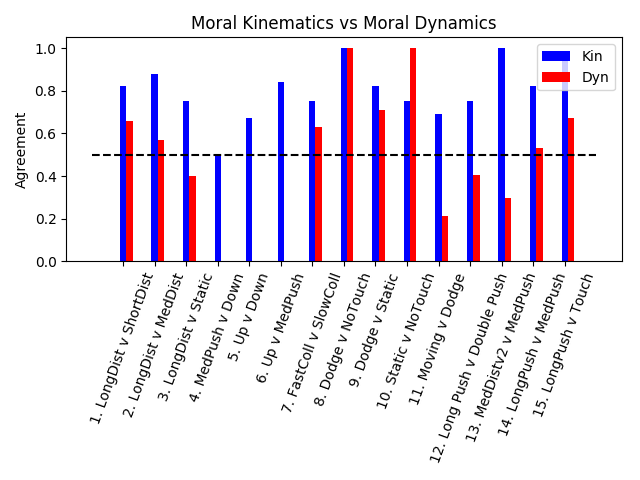 Moral Kinematics vs Moral Dynamics
Kin
Dyn
Agreement
1.0
0.8
0.6
0.4
0.2
0.0
1. LongDist v ShortDist
2. LongDist v MedDist
3. LongDist v Static
4. MedPush v Down
5. Up v Down
6. Up v MedPush
7. FastColl v SlowColl
8. Dodge v NoTouch
9. Dodge v Static
10. Static v NoTouch
11. Moving v Dodge
12. Long Push v Double Push
13. MedDistv2 v MedPush
14. LongPush v MedPush
15. LongPush v Touch